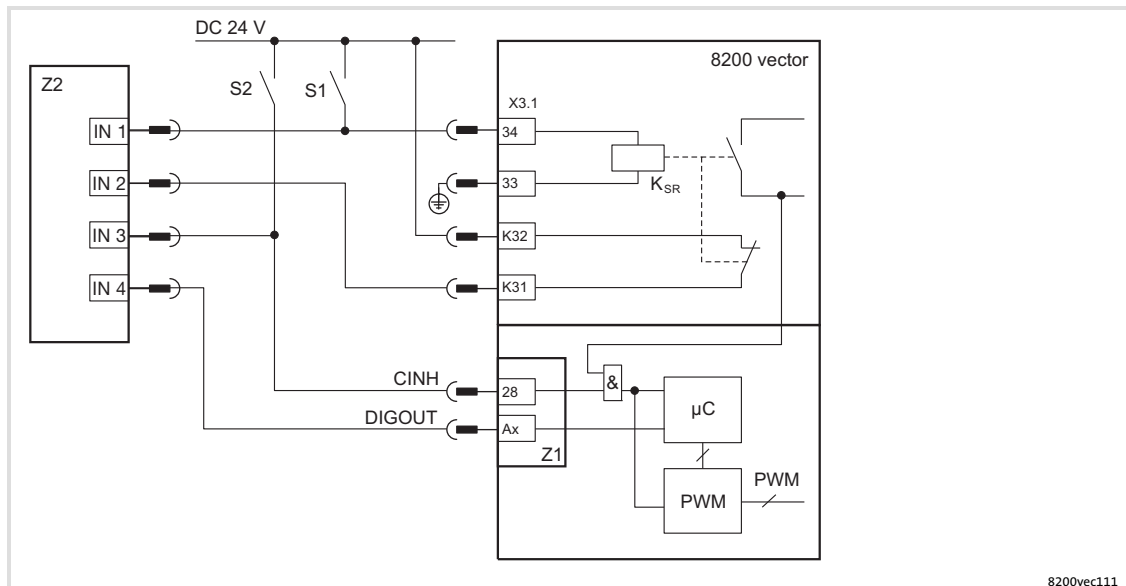 DC 24 V
8200 vector
Z2
S2
S1
X3.1
IN 1
34
IN 2
33
K_SR
IN 3
K32
IN 4
K31
CINH
28
&
µC
DIGOUT
Ax
Z1
PWM
PWM
8200vec111